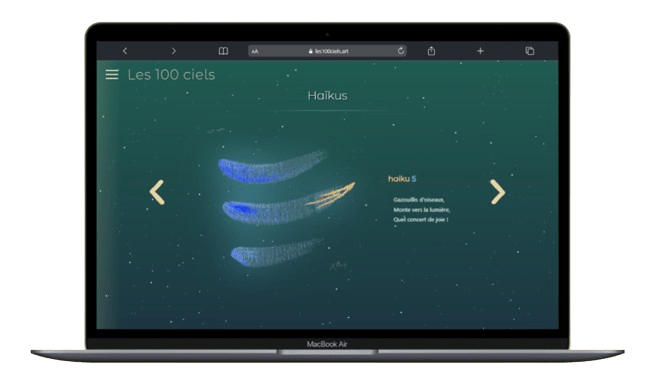 AA les100ciels.art
Les 100 ciels
Haïkus
haïku 5
Gazouillis d'oiseaux,
Monte vers la lumière,
Quel concert de joie !
MacBook Air